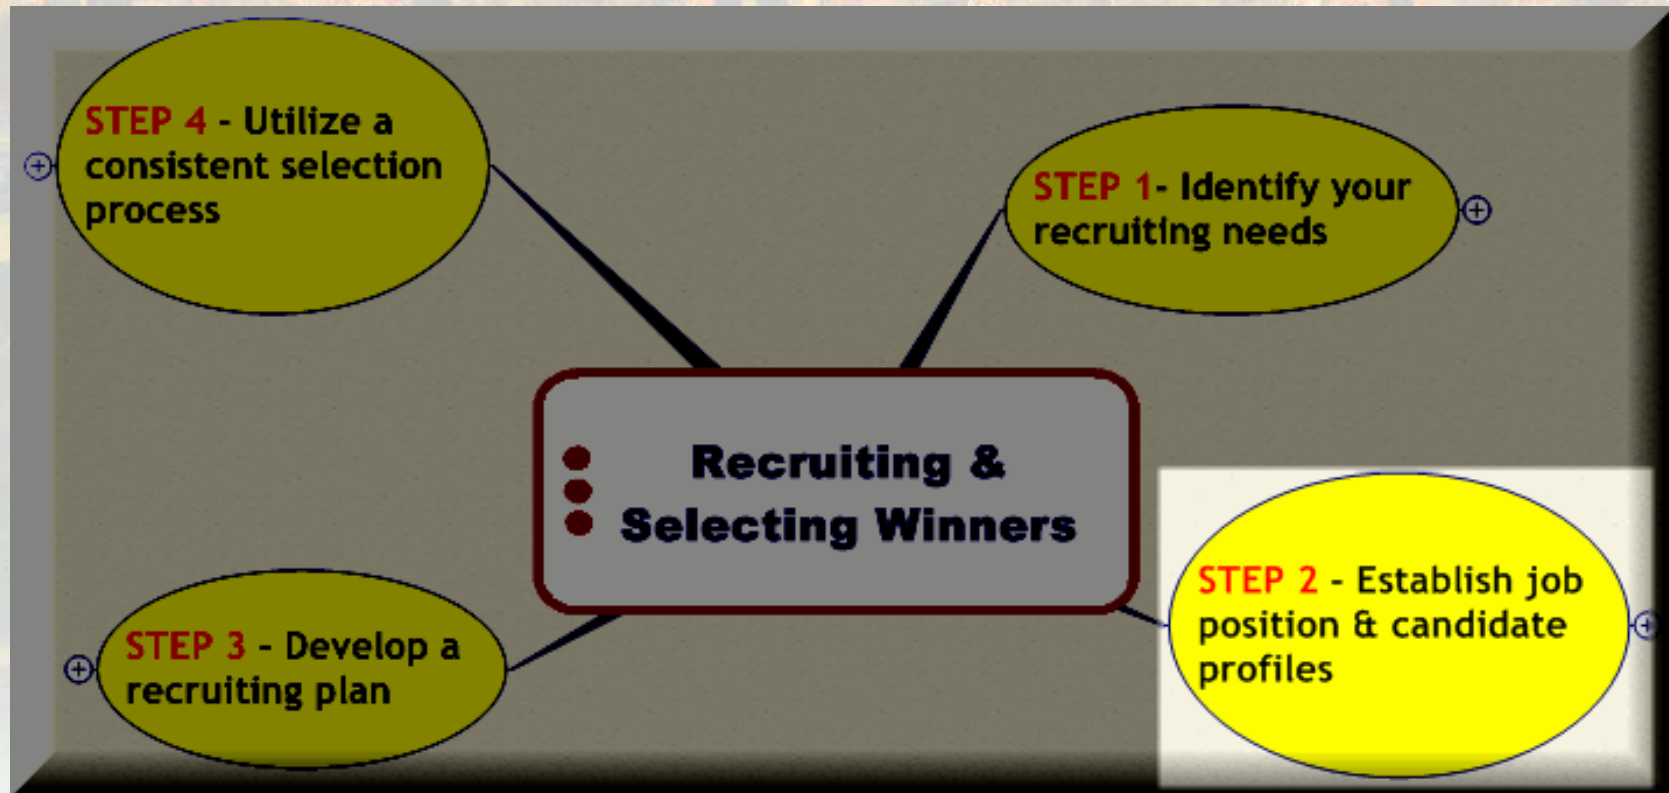 STEP 4 - Utilize a
consistent selection
process
STEP 1- Identify your
recruiting needs
Recruiting &
Selecting Winners
STEP 2 - Establish job
position & candidate
profiles
STEP 3 - Develop a
recruiting plan